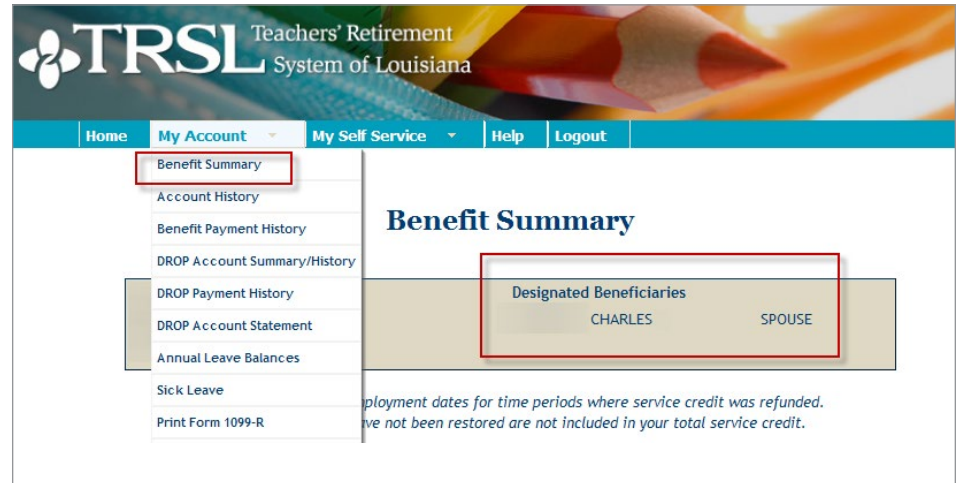 TRSL Teachers' Retirement
System of Louisiana
Home My Account My Self Service Help Logout
Benefit Summary
Account History
Benefit Payment History
DROP Account Summary/History
DROP Payment History
DROP Account Statement
Annual Leave Balances
Sick Leave
Print Form 1099-R
Benefit Summary
Designated Beneficiaries
CHARLES SPOUSE
dates for time periods where service credit was refunded.
not been restored are not included in your total service credit.